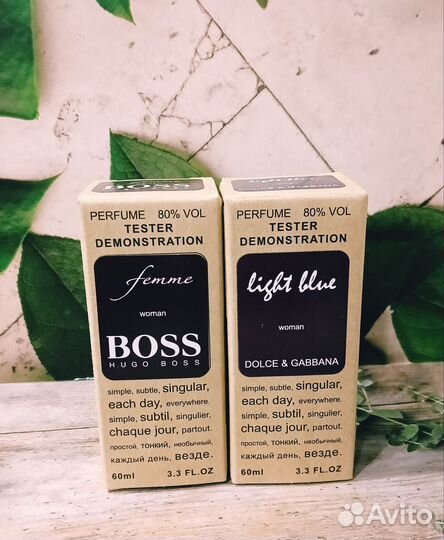 BOSS
DOLCE & GABBANA
PERFUME 80% VOL
TESTER
DEMONSTRATION
femme
woman
BOSS
HUGO BOSS
simple, subtle, singular,
each day, everywhere.
simple, subtil, singulier,
chaque jour, partout.
простой, тонкий, необычный,
каждый день, везде.
60ml 3.3 FL.OZ
PERFUME 80% VOL
TESTER
DEMONSTRATION
light blue
woman
DOLCE & GABBANA
simple, subtle, singular,
each day, everywhere.
simple, subtil, singulier,
chaque jour, partout.
простой, тонкий, необычный,
каждый день, везде.
60ml 3.3 FL.OZ
Avito